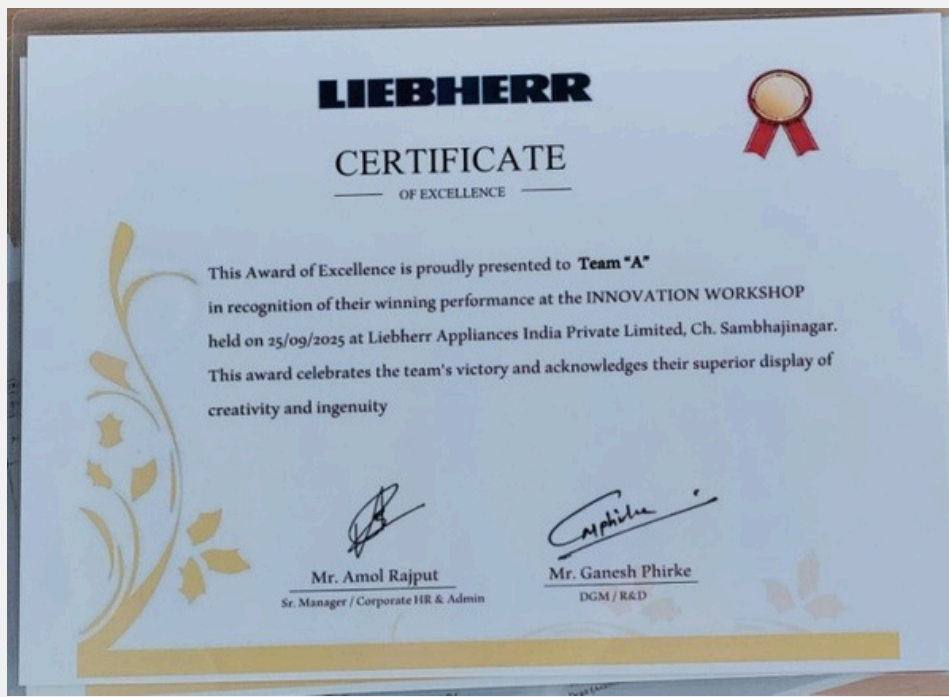 LIEBHERR
CERTIFICATE
OF EXCELLENCE
This Award of Excellence is proudly presented to Team "A"
in recognition of their winning performance at the INNOVATION WORKSHOP
held on 25/09/2025 at Liebherr Appliances India Private Limited, Ch. Sambhajinagar.
This award celebrates the team's victory and acknowledges their superior display of
creativity and ingenuity
Mr. Amol Rajput
Sr. Manager / Corporate HR & Admin
Mr. Ganesh Phirke
DGM / R&D